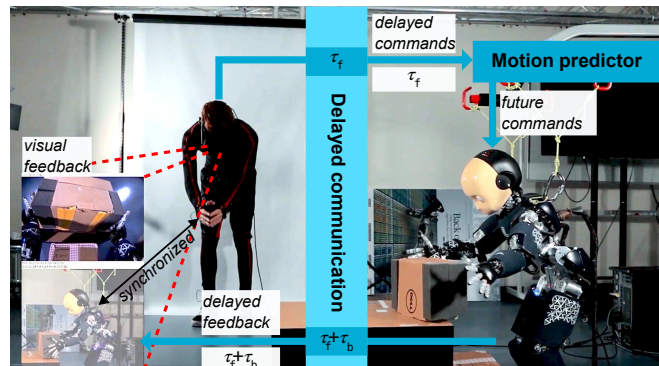 delayed
commands
τf
τf
Motion predictor
future
commands
visual
feedback
Delayed communication
synchronized
delayed
feedback
τf+τb
τf+τb
DELL